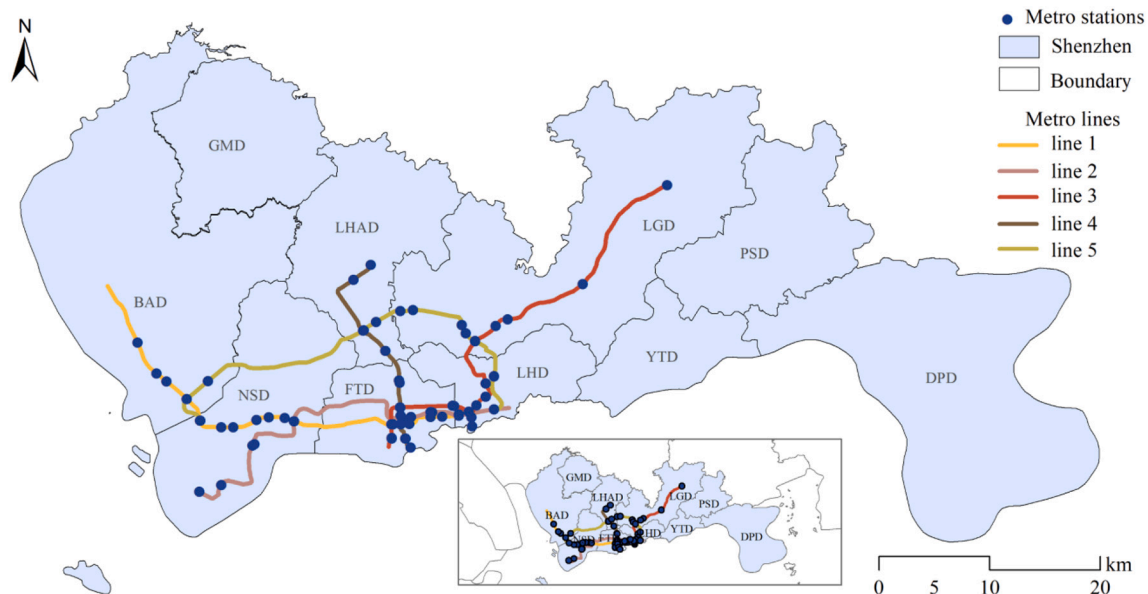 N
Metro stations
Shenzhen
Boundary
Metro lines
line 1
line 2
line 3
line 4
line 5
GMD
LHAD
LGD
PSD
BAD
YTD
LHD
FTD
NSD
DPD
GMD
LHAD
LGD
PSD
BAD
YTD
HD
NSD
FT
DPD
km
0 5 10 20